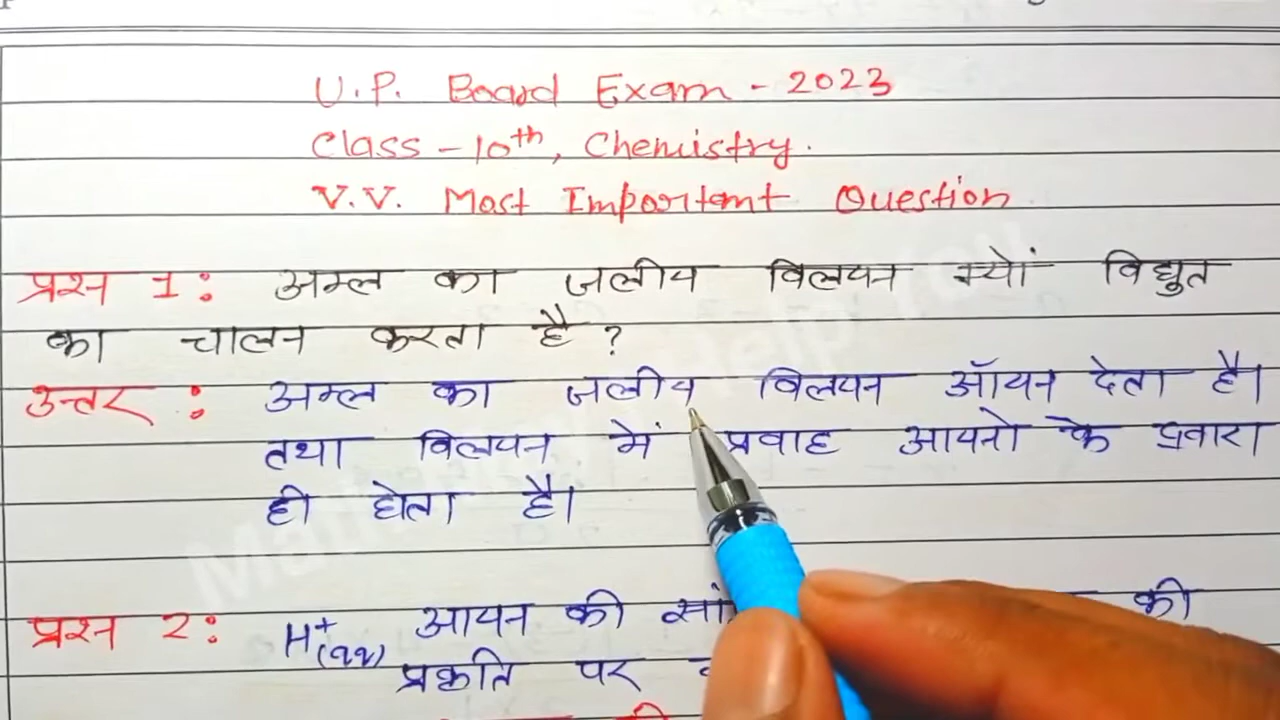 U.P. Board Exam - 2023
Class - 10th, Chemistry.
V.V. Most Important Question
प्रश्न 1 : अम्ल का जलीय विलयन क्यों विद्युत
का चालन करता है ?
उत्तर : अम्ल का जलीय विलयन ऑयन देता है।
तथा विलयन में प्रवाह आयनो के द्वारा
ही होता है।
प्रश्न 2 : H+(aq) आयन की की
प्रकृति पर